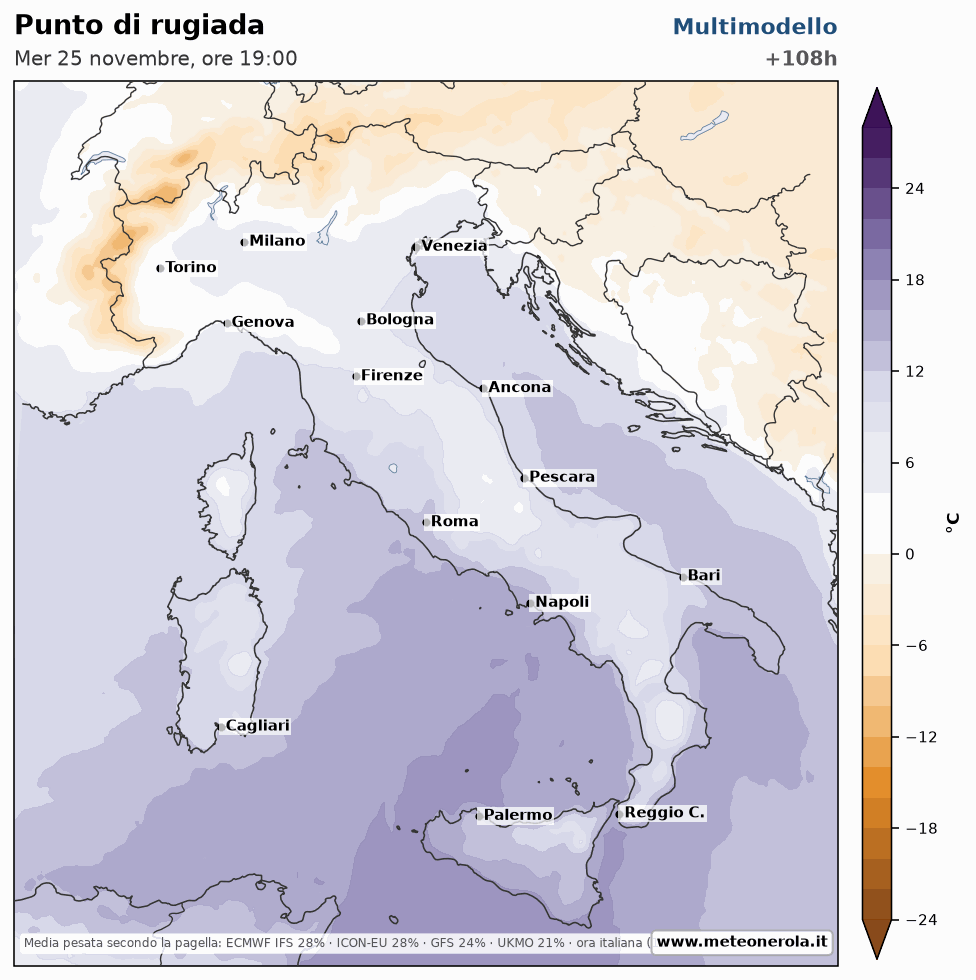 Punto di rugiada
Multimodello
Mer 25 novembre, ore 19:00
+108h
Milano
Venezia
Torino
Genova
Bologna
Firenze
Ancona
Pescara
Roma
Bari
Napoli
Cagliari
Palermo
Reggio C.
24
18
12
6
0
−6
−12
−18
−24
°C
Media pesata secondo la pagella: ECMWF IFS 28% · ICON-EU 28% · GFS 24% · UKMO 21% · ora italiana (
www.meteonerola.it